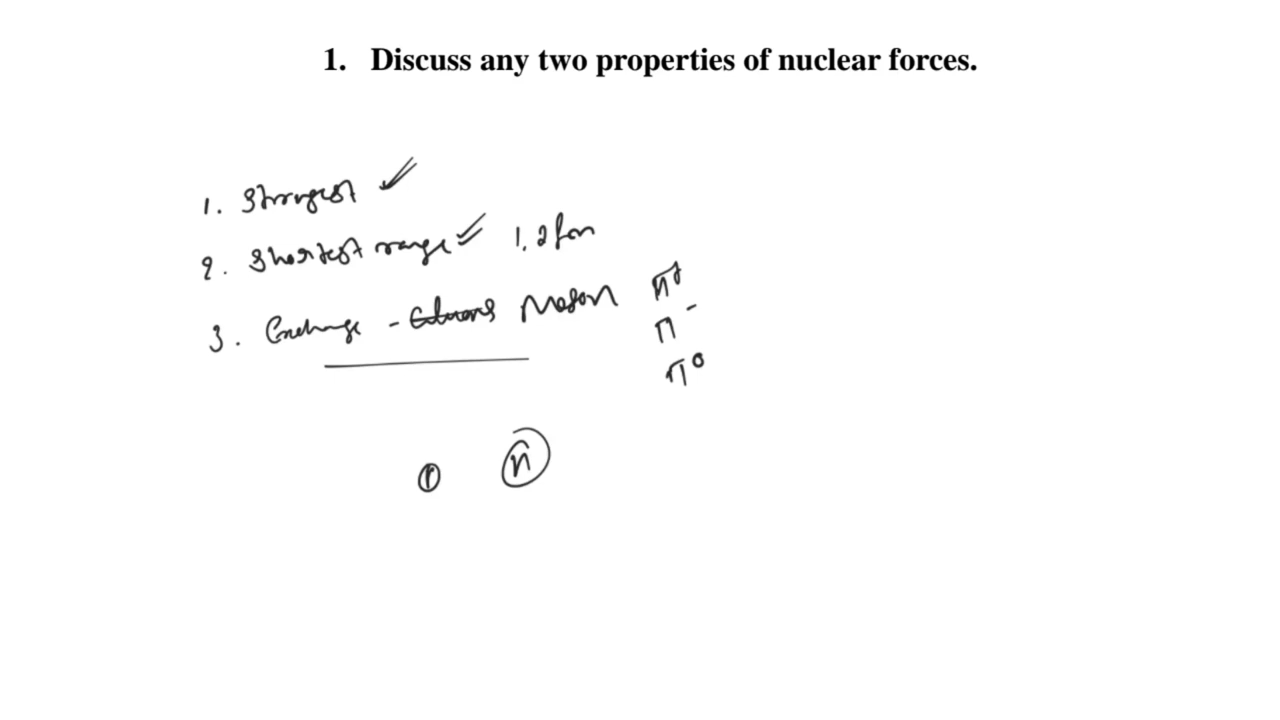 1. Discuss any two properties of nuclear forces.
1. Strongest
2. Shortest range 1.2 fm
3. Exchange - Meson π+
π-
π0
n